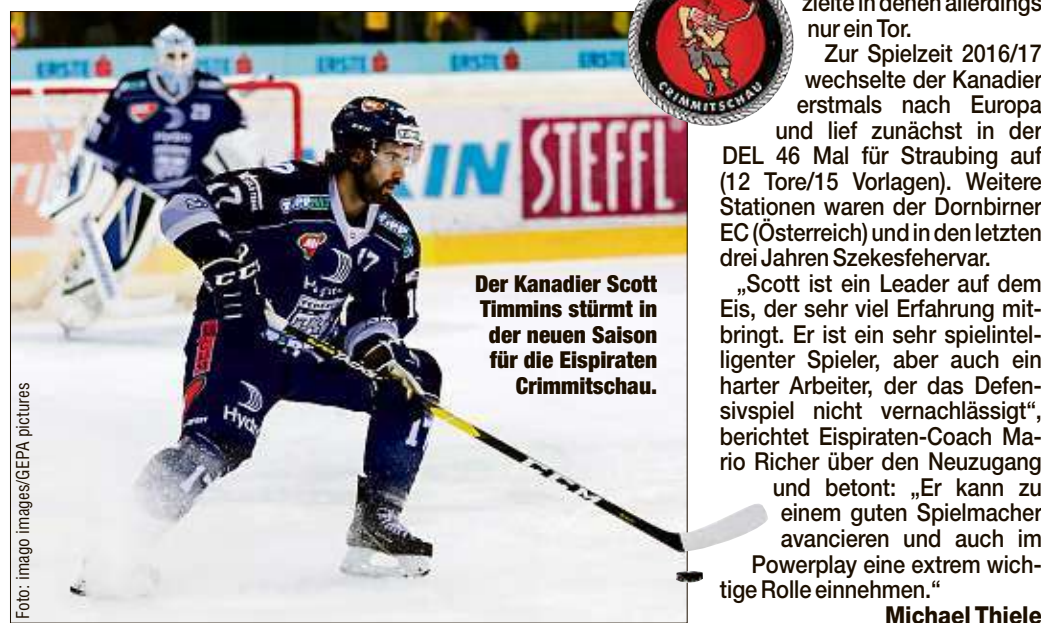 ERSTE ERSTE ERSTE ERSTE
STEFFL
29
17
17
Hydro
CCM
CCM
CRIMMITSCHAU
Der Kanadier Scott
Timmins stürmt in
der neuen Saison
für die Eispiraten
Crimmitschau.
Foto: imago images/GEPA pictures
zielte in denen allerdings
nur ein Tor.
Zur Spielzeit 2016/17
wechselte der Kanadier
erstmals nach Europa
und lief zunächst in der
DEL 46 Mal für Straubing auf
(12 Tore/15 Vorlagen). Weitere
Stationen waren der Dornbirner
EC (Österreich) und in den letzten
drei Jahren Szekesfehervar.
„Scott ist ein Leader auf dem
Eis, der sehr viel Erfahrung mit-
bringt. Er ist ein sehr spielintel-
ligenter Spieler, aber auch ein
harter Arbeiter, der das Defen-
sivspiel nicht vernachlässigt“,
berichtet Eispiraten-Coach Ma-
rio Richer über den Neuzugang
und betont: „Er kann zu
einem guten Spielmacher
avancieren und auch im
Powerplay eine extrem wich-
tige Rolle einnehmen.“
Michael Thiele